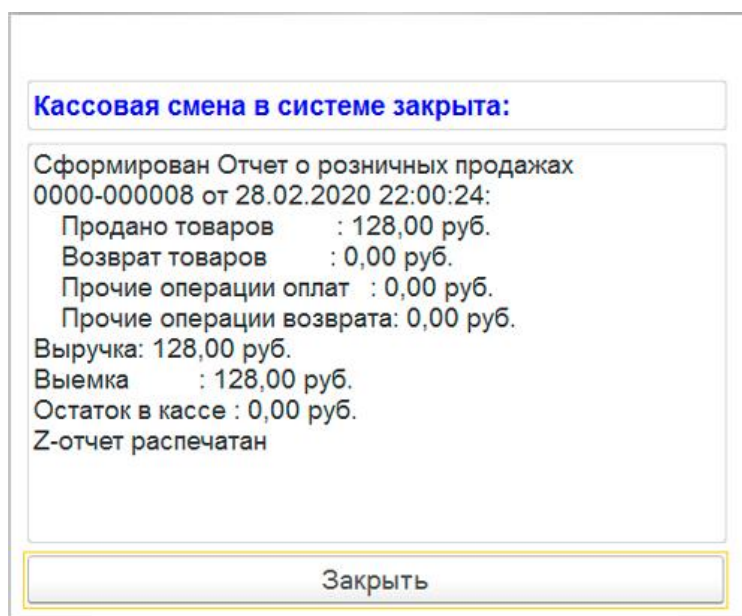 Кассовая смена в системе закрыта:
Сформирован Отчет о розничных продажах
0000-000008 от 28.02.2020 22:00:24:
Продано товаров : 128,00 руб.
Возврат товаров : 0,00 руб.
Прочие операции оплат : 0,00 руб.
Прочие операции возврата: 0,00 руб.
Выручка: 128,00 руб.
Выемка : 128,00 руб.
Остаток в кассе : 0,00 руб.
Z-отчет распечатан
Закрыть